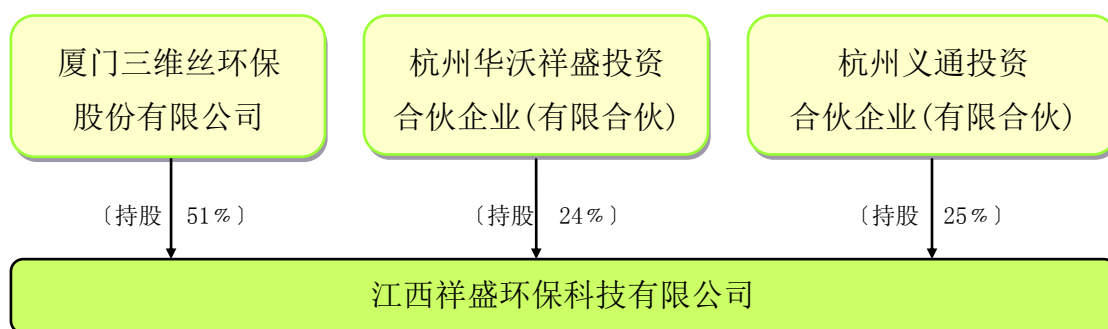 厦门三维丝环保
股份有限公司
杭州华沃祥盛投资
合伙企业(有限合伙)
杭州义通投资
合伙企业(有限合伙)
〔持股 51%〕
〔持股 24%〕
〔持股 25%〕
江西祥盛环保科技有限公司